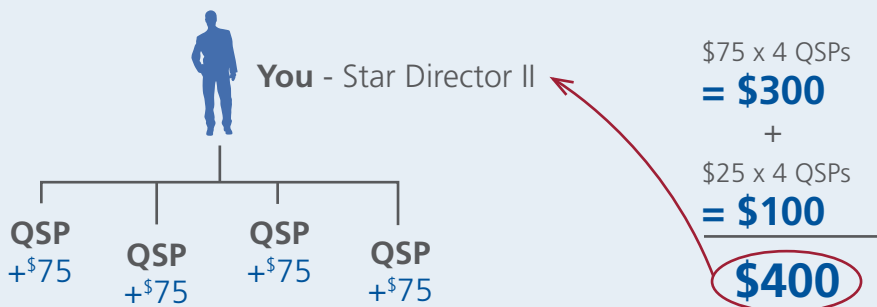 You - Star Director II
QSP
+$75
QSP
+$75
QSP
+$75
QSP
+$75
$75 x 4 QSPs
= $300
+
$25 x 4 QSPs
= $100
$400